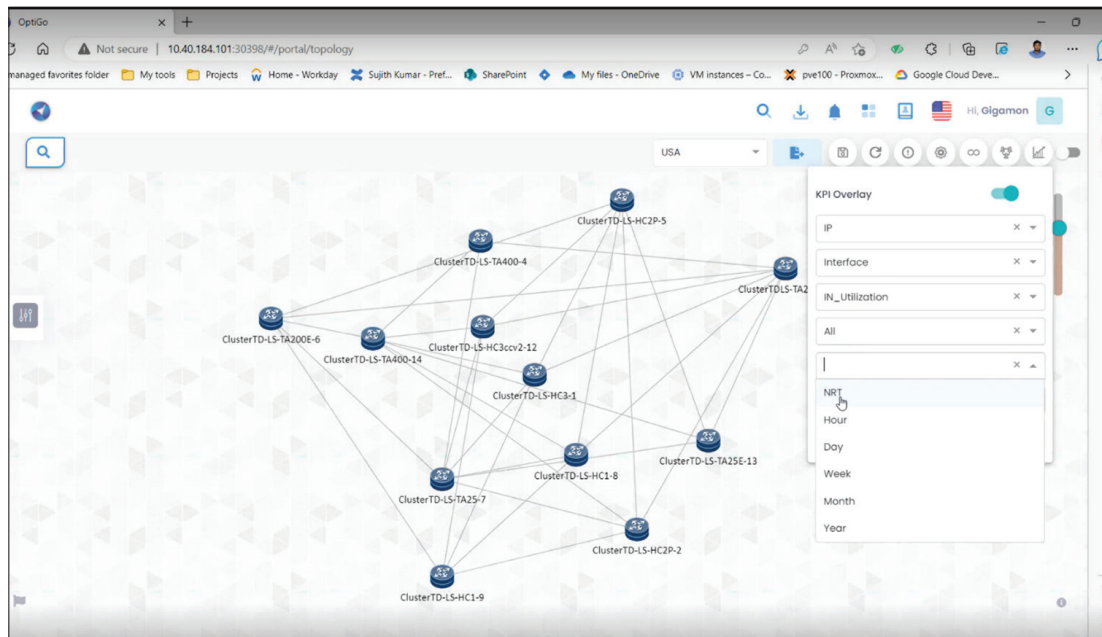 OptiGo
Not secure | 10.40.184.101:30398/#/portal/topology
managed favorites folder My tools Projects Home - Workday Sujith Kumar - Pref... SharePoint My files - OneDrive VM instances – Co... pve100 - Proxmox... Google Cloud Deve...
Hi, Gigamon G
USA
KPI Overlay
IP
Interface
IN_Utilization
All
NRT
Hour
Day
Week
Month
Year
ClusterTD-LS-HC2P-5
ClusterTD-LS-TA400-4
ClusterTDLS-TA2
ClusterTD-LS-TA200E-6
ClusterTD-LS-HC3ccv2-12
ClusterTD-LS-TA400-14
ClusterTD-LS-HC3-1
ClusterTD-LS-TA25E-13
ClusterTD-LS-HC1-8
ClusterTD-LS-TA25-7
ClusterTD-LS-HC2P-2
ClusterTD-LS-HC1-9